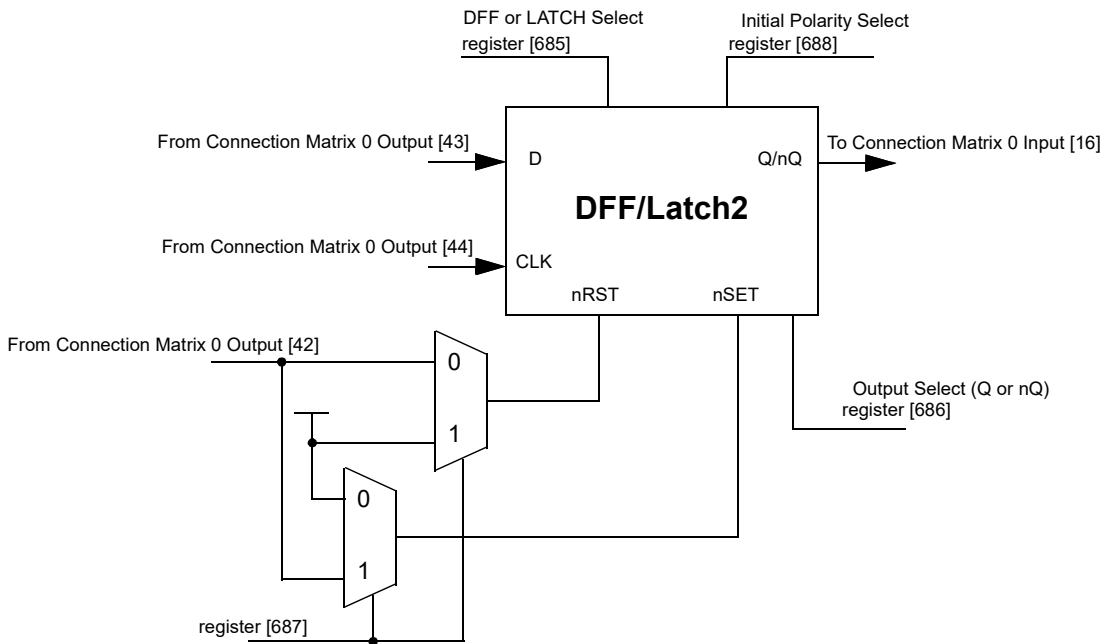 DFF or LATCH Select
register [685]
Initial Polarity Select
register [688]
From Connection Matrix 0 Output [43]
D
Q/nQ
To Connection Matrix 0 Input [16]
DFF/Latch2
From Connection Matrix 0 Output [44]
CLK
nRST
nSET
From Connection Matrix 0 Output [42]
0
1
Output Select (Q or nQ)
register [686]
0
1
register [687]